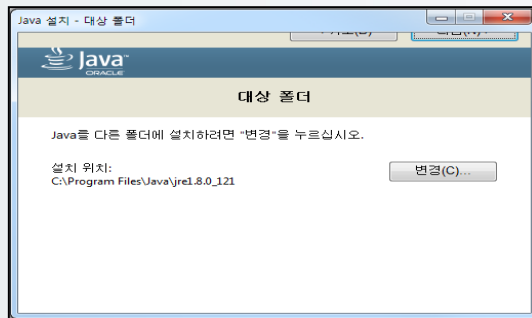 Java 설치 - 대상 폴더
Java™
ORACLE
대상 폴더
Java를 다른 폴더에 설치하려면 "변경"을 누르십시오.
설치 위치:
C:\Program Files\Java\jre1.8.0_121
변경(C)...